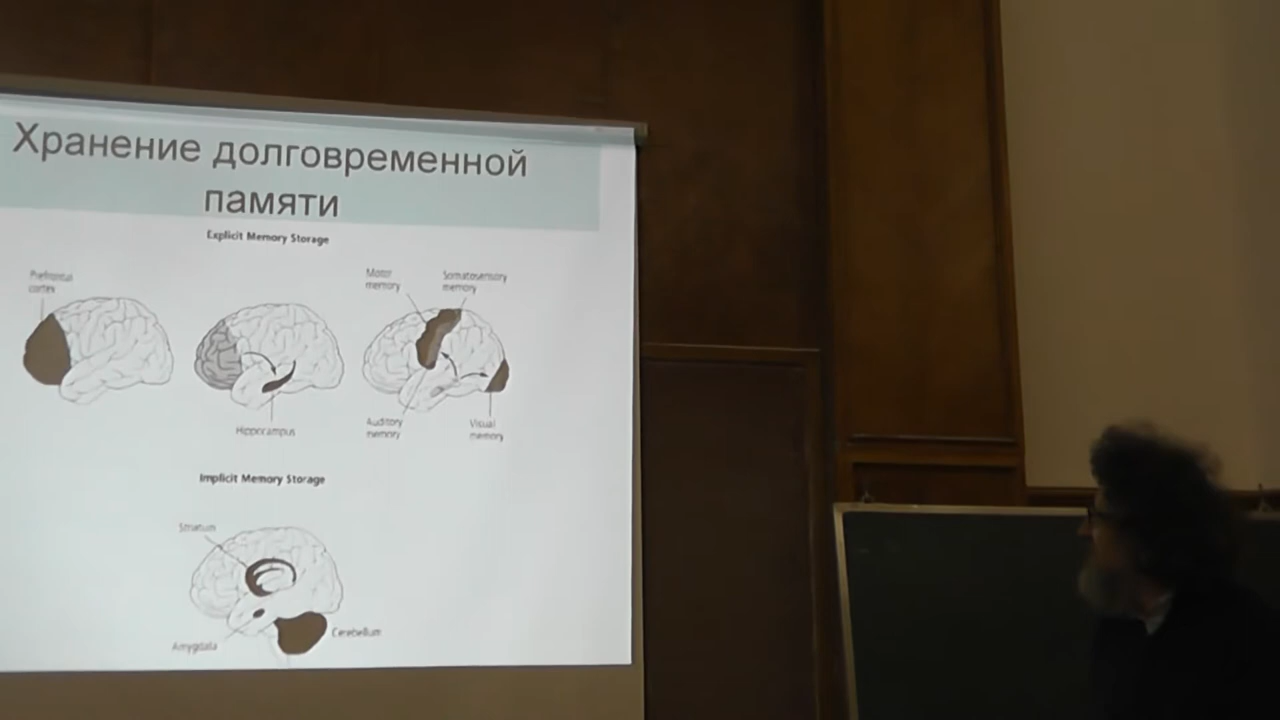 Хранение долговременной
памяти
Explicit Memory Storage
Prefrontal
cortex
Motor
memory
Somatosensory
memory
Hippocampus
Auditory
memory
Visual
memory
Implicit Memory Storage
Striatum
Amygdala
Cerebellum